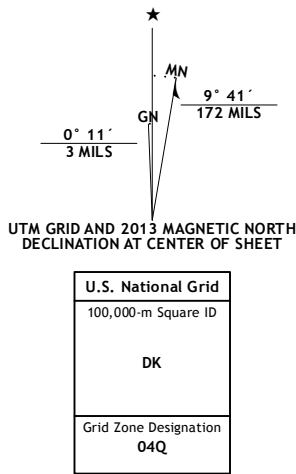 ★
MN
GN
9° 41´
172 MILS
0° 11´
3 MILS
UTM GRID AND 2013 MAGNETIC NORTH
DECLINATION AT CENTER OF SHEET
U.S. National Grid
100,000-m Square ID
DK
Grid Zone Designation
04Q